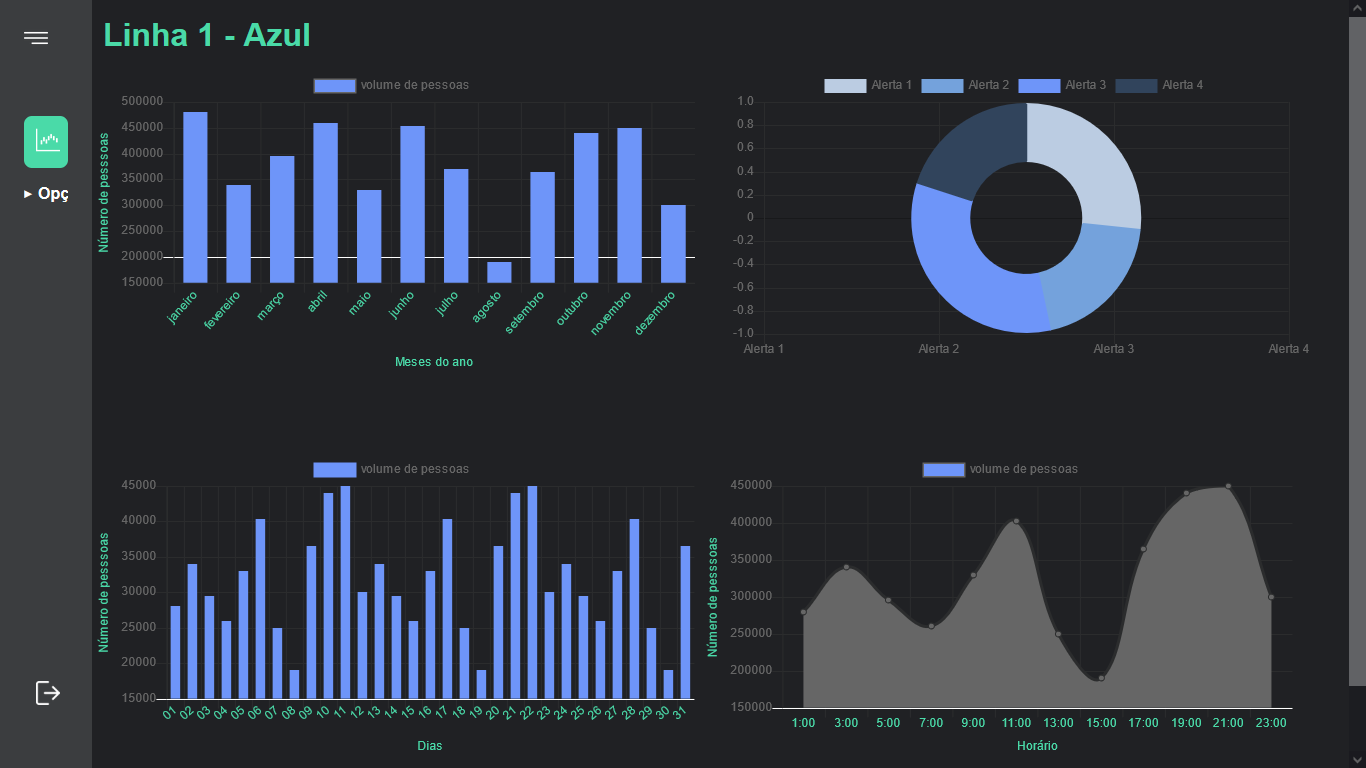 Linha 1 - Azul
Opç
volume de pessoas
500000
450000
400000
350000
300000
250000
200000
150000
Número de pesssoas
janeiro
fevereiro
março
abril
maio
junho
julho
agosto
setembro
outubro
novembro
dezembro
Meses do ano
Alerta 1 Alerta 2 Alerta 3 Alerta 4
1.0
0.8
0.6
0.4
0.2
0
-0.2
-0.4
-0.6
-0.8
-1.0
Alerta 1 Alerta 2 Alerta 3 Alerta 4
volume de pessoas
45000
40000
35000
30000
25000
20000
15000
Número de pesssoas
01 02 03 04 05 06 07 08 09 10 11 12 13 14 15 16 17 18 19 20 21 22 23 24 25 26 27 28 29 30 31
Dias
volume de pessoas
450000
400000
350000
300000
250000
200000
150000
Número de pesssoas
1:00 3:00 5:00 7:00 9:00 11:00 13:00 15:00 17:00 19:00 21:00 23:00
Horário